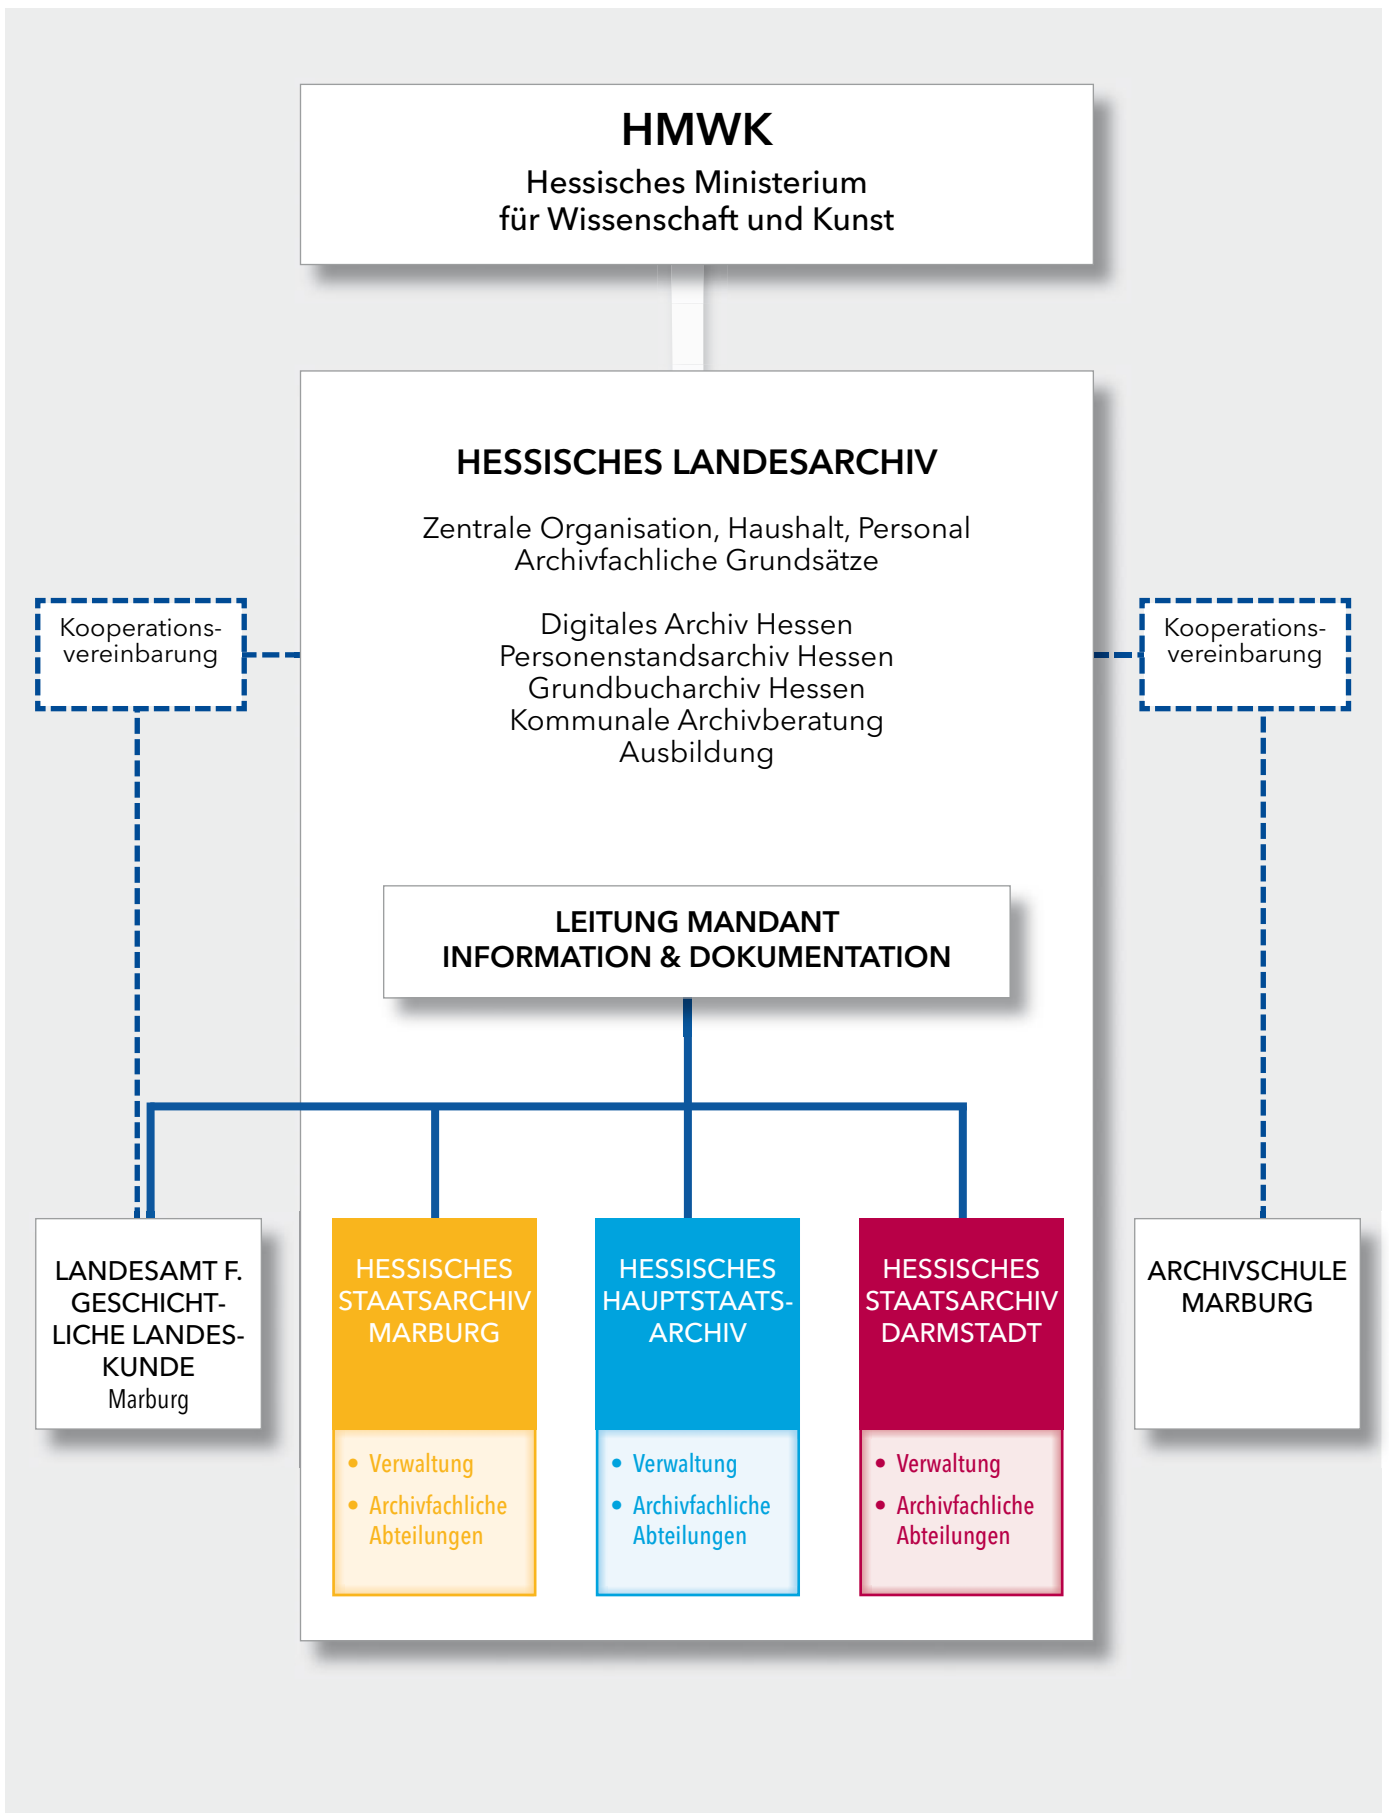 HMWK
Hessisches Ministerium
für Wissenschaft und Kunst
HESSISCHES LANDESARCHIV
Zentrale Organisation, Haushalt, Personal
Archivfachliche Grundsätze
Digitales Archiv Hessen
Personenstandsarchiv Hessen
Grundbucharchiv Hessen
Kommunale Archivberatung
Ausbildung
Kooperations-
vereinbarung
Kooperations-
vereinbarung
LEITUNG MANDANT
INFORMATION & DOKUMENTATION
LANDESAMT F.
GESCHICHT-
LICHE LANDES-
KUNDE
Marburg
HESSISCHES
STAATSARCHIV
MARBURG
• Verwaltung
• Archivfachliche
Abteilungen
HESSISCHES
HAUPTSTAATS-
ARCHIV
• Verwaltung
• Archivfachliche
Abteilungen
HESSISCHES
STAATSARCHIV
DARMSTADT
• Verwaltung
• Archivfachliche
Abteilungen
ARCHIVSCHULE
MARBURG